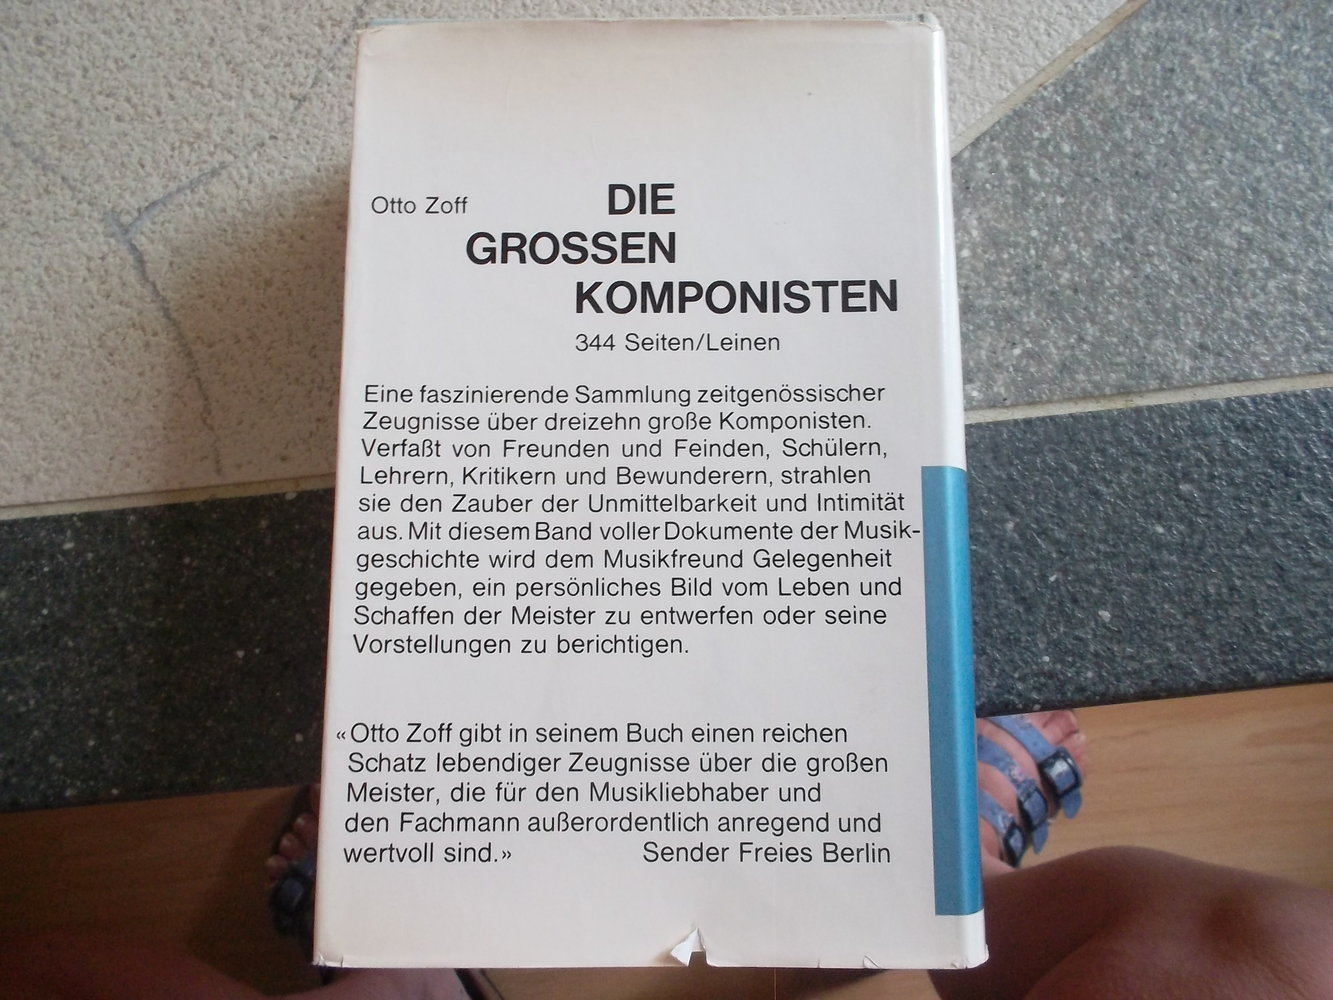 Otto Zoff DIE
GROSSEN
KOMPONISTEN
344 Seiten/Leinen
Eine faszinierende Sammlung zeitgenössischer
Zeugnisse über dreizehn große Komponisten.
Verfaßt von Freunden und Feinden, Schülern,
Lehrern, Kritikern und Bewunderern, strahlen
sie den Zauber der Unmittelbarkeit und Intimität
aus. Mit diesem Band voller Dokumente der Musik-
geschichte wird dem Musikfreund Gelegenheit
gegeben, ein persönliches Bild vom Leben und
Schaffen der Meister zu entwerfen oder seine
Vorstellungen zu berichtigen.
«Otto Zoff gibt in seinem Buch einen reichen
Schatz lebendiger Zeugnisse über die großen
Meister, die für den Musikliebhaber und
den Fachmann außerordentlich anregend und
wertvoll sind.» Sender Freies Berlin